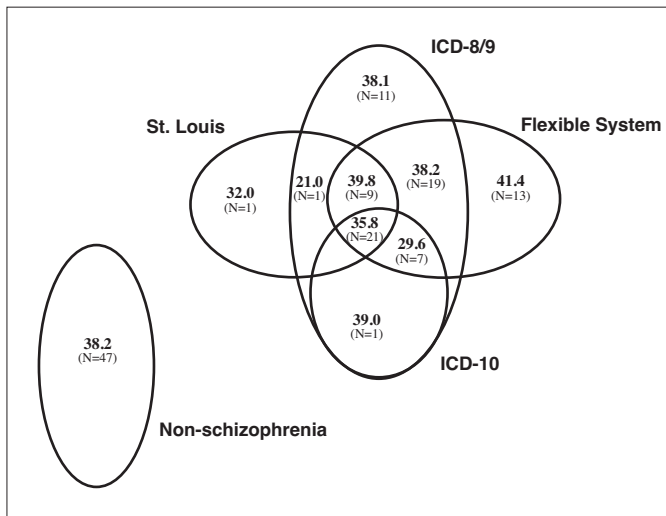 ICD-8/9
38.1
(N=11)
St. Louis
Flexible System
32.0
(N=1)
21.0
(N=1)
39.8
(N=9)
38.2
(N=19)
41.4
(N=13)
35.8
(N=21)
29.6
(N=7)
39.0
(N=1)
ICD-10
38.2
(N=47)
Non-schizophrenia